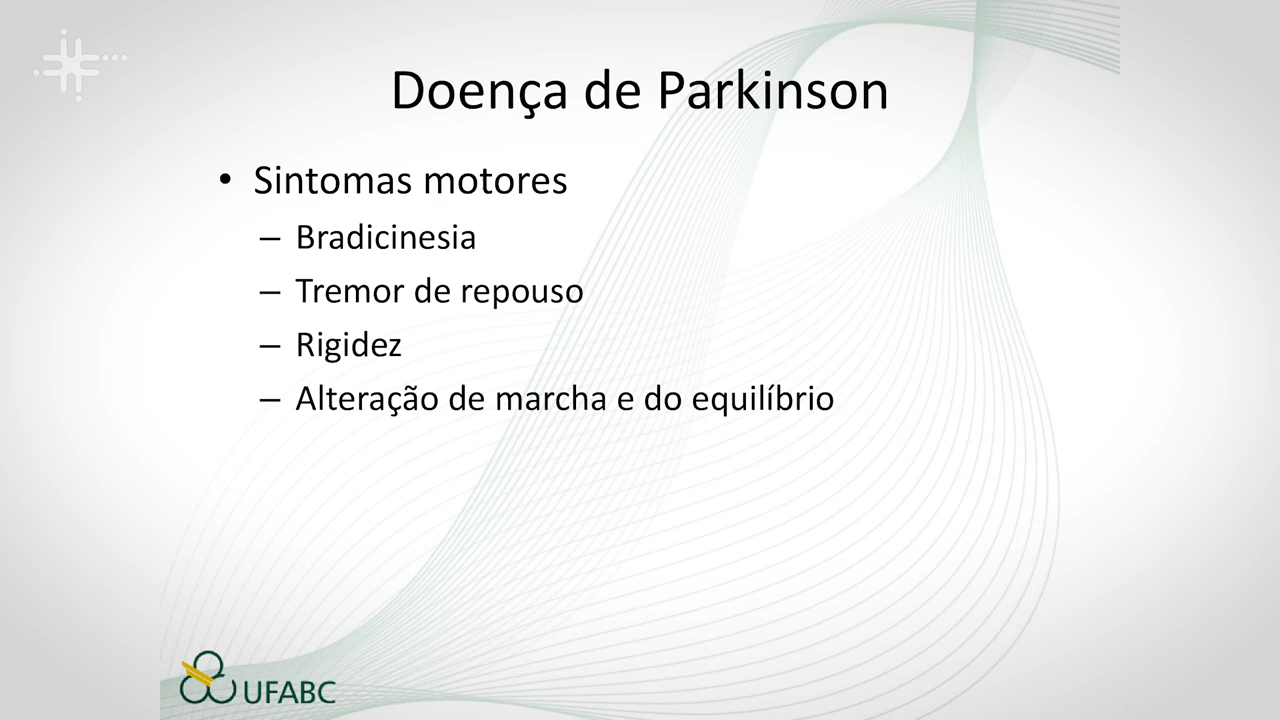 Doença de Parkinson
• Sintomas motores
– Bradicinesia
– Tremor de repouso
– Rigidez
– Alteração de marcha e do equilíbrio
UFABC